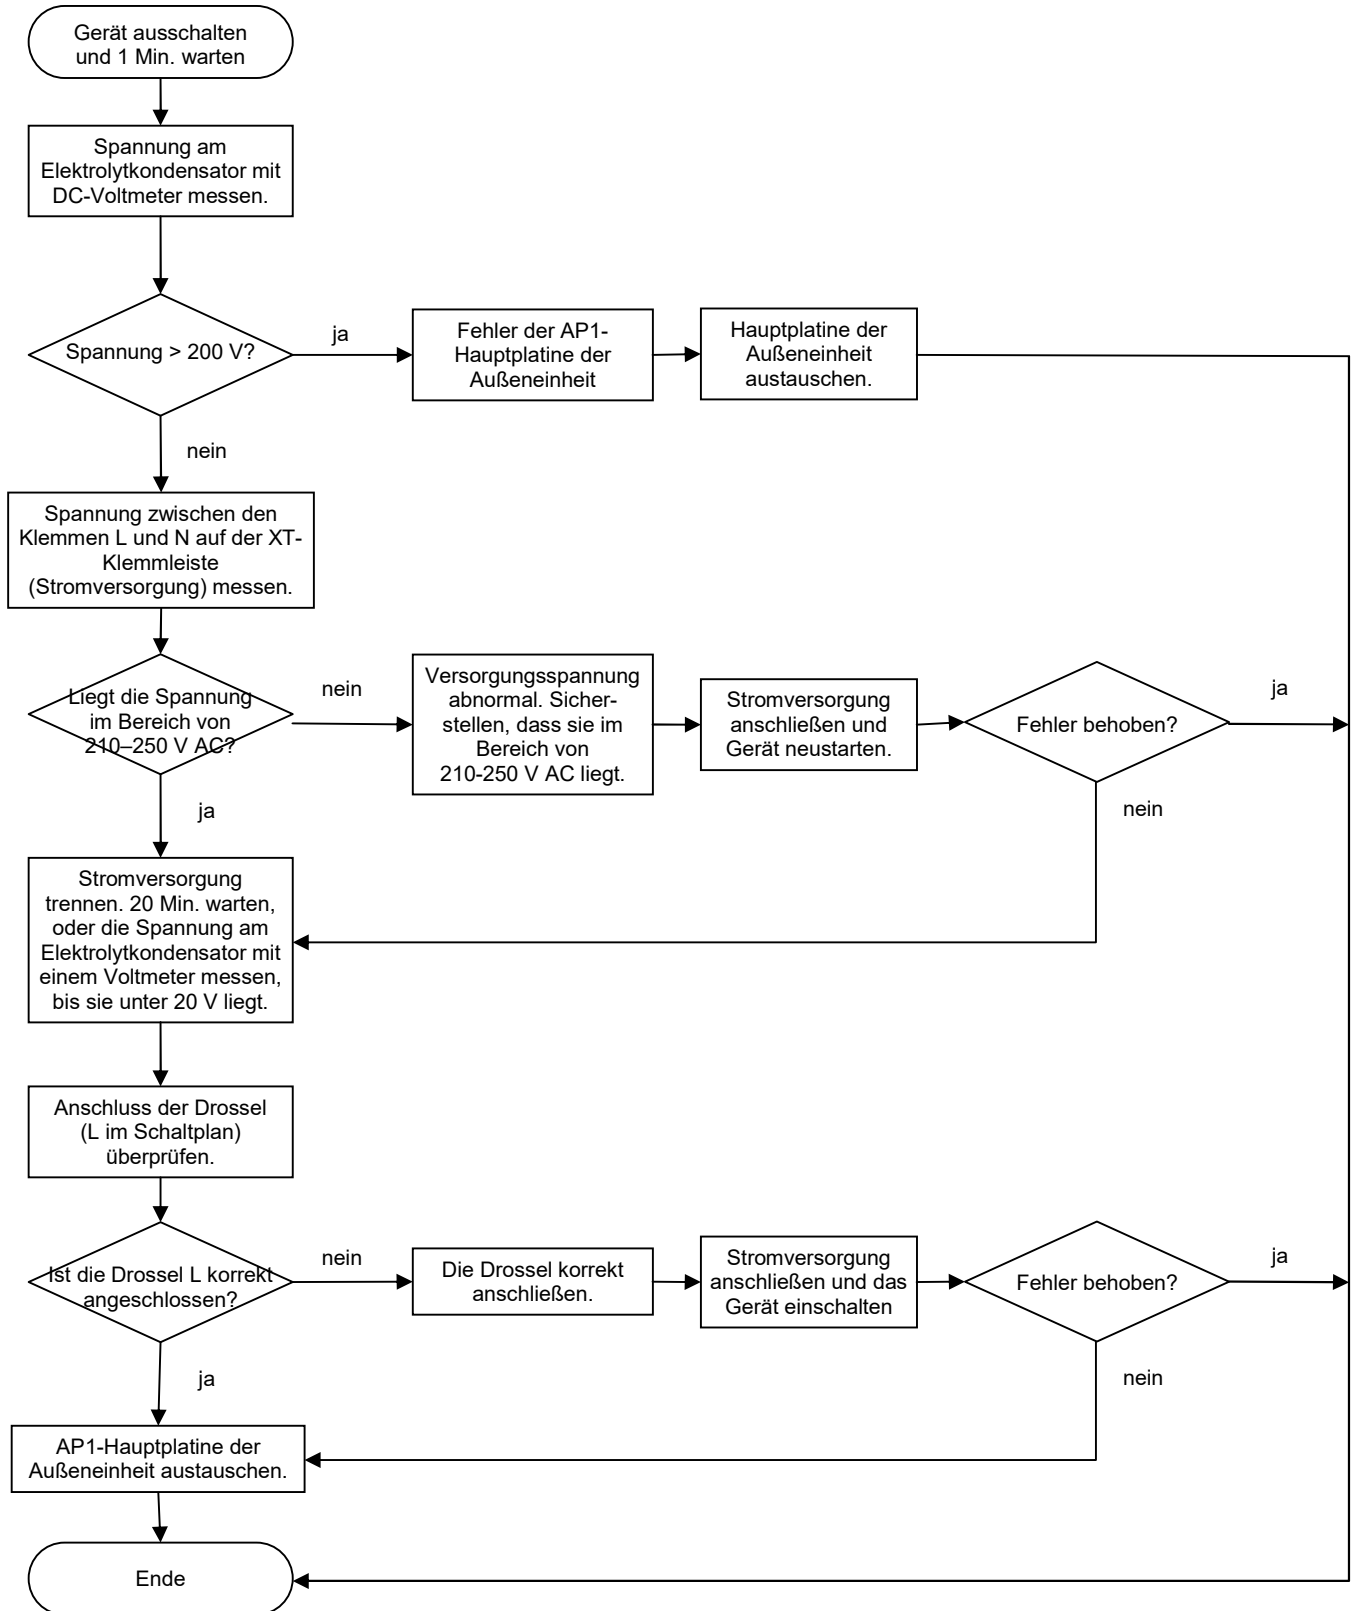 Gerät ausschalten
und 1 Min. warten
Spannung am
Elektrolytkondensator mit
DC-Voltmeter messen.
Spannung > 200 V?
ja
Fehler der AP1-
Hauptplatine der
Außeneinheit
Hauptplatine der
Außeneinheit
austauschen.
nein
Spannung zwischen den
Klemmen L und N auf der XT-
Klemmleiste
(Stromversorgung) messen.
Liegt die Spannung
im Bereich von
210–250 V AC?
nein
Versorgungsspannung
abnormal. Sicher-
stellen, dass sie im
Bereich von
210-250 V AC liegt.
Stromversorgung
anschließen und
Gerät neustarten.
Fehler behoben?
ja
nein
ja
Stromversorgung
trennen. 20 Min. warten,
oder die Spannung am
Elektrolytkondensator mit
einem Voltmeter messen,
bis sie unter 20 V liegt.
Anschluss der Drossel
(L im Schaltplan)
überprüfen.
Ist die Drossel L korrekt
angeschlossen?
nein
Die Drossel korrekt
anschließen.
Stromversorgung
anschließen und das
Gerät einschalten
Fehler behoben?
ja
nein
ja
AP1-Hauptplatine der
Außeneinheit austauschen.
Ende